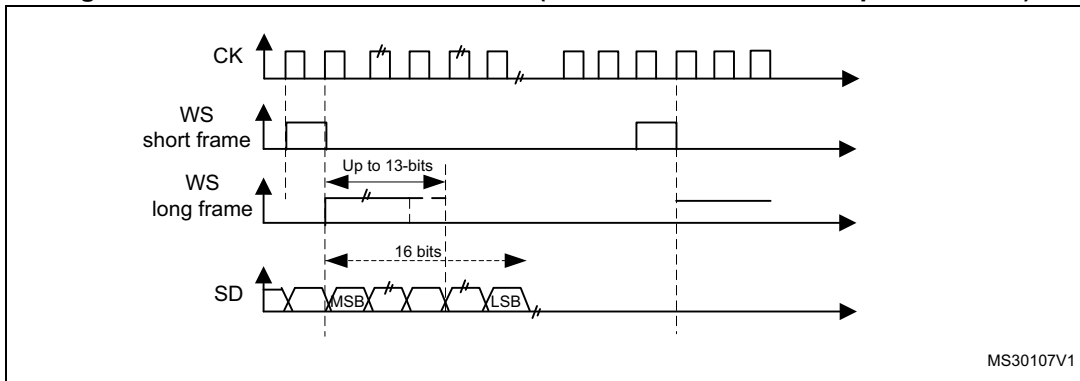 CK
WS
short frame
Up to 13-bits
WS
long frame
16 bits
SD
MSB
LSB
MS30107V1